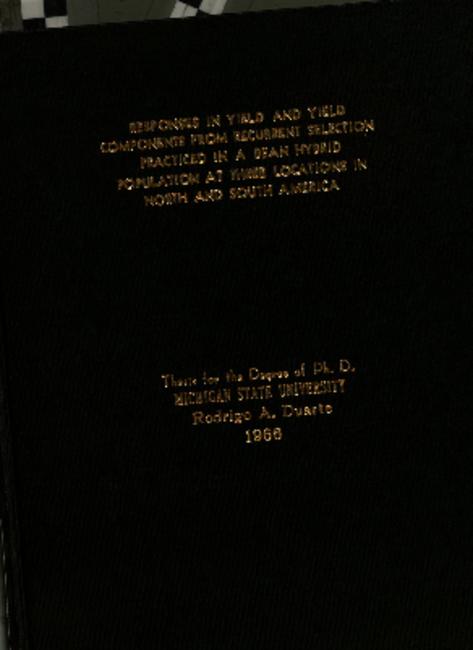 RESPONSES IN YIELD AND YIELD
COMPONENTS FROM RECURRENT SELECTION
PRACTICED IN A BEAN HYBRID
POPULATION AT THREE LOCATIONS IN
NORTH AND SOUTH AMERICA
Thesis for the Degree of Ph. D.
MICHIGAN STATE UNIVERSITY
Rodrigo A. Duarte
1966